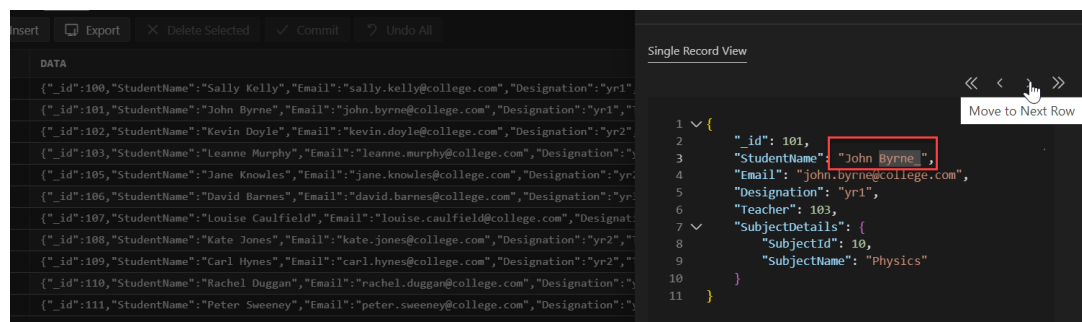 nsert Export Delete Selected Commit Undo All
DATA
{"_id":100,"StudentName":"Sally Kelly","Email":"sally.kelly@college.com","Designation":"yr1"
{"_id":101,"StudentName":"John Byrne","Email":"john.byrne@college.com","Designation":"yr1","
{"_id":102,"StudentName":"Kevin Doyle","Email":"kevin.doyle@college.com","Designation":"yr2"
{"_id":103,"StudentName":"Leanne Murphy","Email":"leanne.murphy@college.com","Designation":"y
{"_id":105,"StudentName":"Jane Knowles","Email":"jane.knowles@college.com","Designation":"yr2
{"_id":106,"StudentName":"David Barnes","Email":"david.barnes@college.com","Designation":"yr
{"_id":107,"StudentName":"Louise Caulfield","Email":"louise.caulfield@college.com","Designat
{"_id":108,"StudentName":"Kate Jones","Email":"kate.jones@college.com","Designation":"yr2","
{"_id":109,"StudentName":"Carl Hynes","Email":"carl.hynes@college.com","Designation":"yr2","
{"_id":110,"StudentName":"Rachel Duggan","Email":"rachel.duggan@college.com","Designation":"y
{"_id":111,"StudentName":"Peter Sweeney","Email":"peter.sweeney@college.com","Designation":"y
Single Record View
Move to Next Row
1 {
2 "_id": 101,
3 "StudentName": "John Byrne_",
4 "Email": "john.byrne@college.com",
5 "Designation": "yr1",
6 "Teacher": 103,
7 "SubjectDetails": {
8 "SubjectId": 10,
9 "SubjectName": "Physics"
10 }
11 }